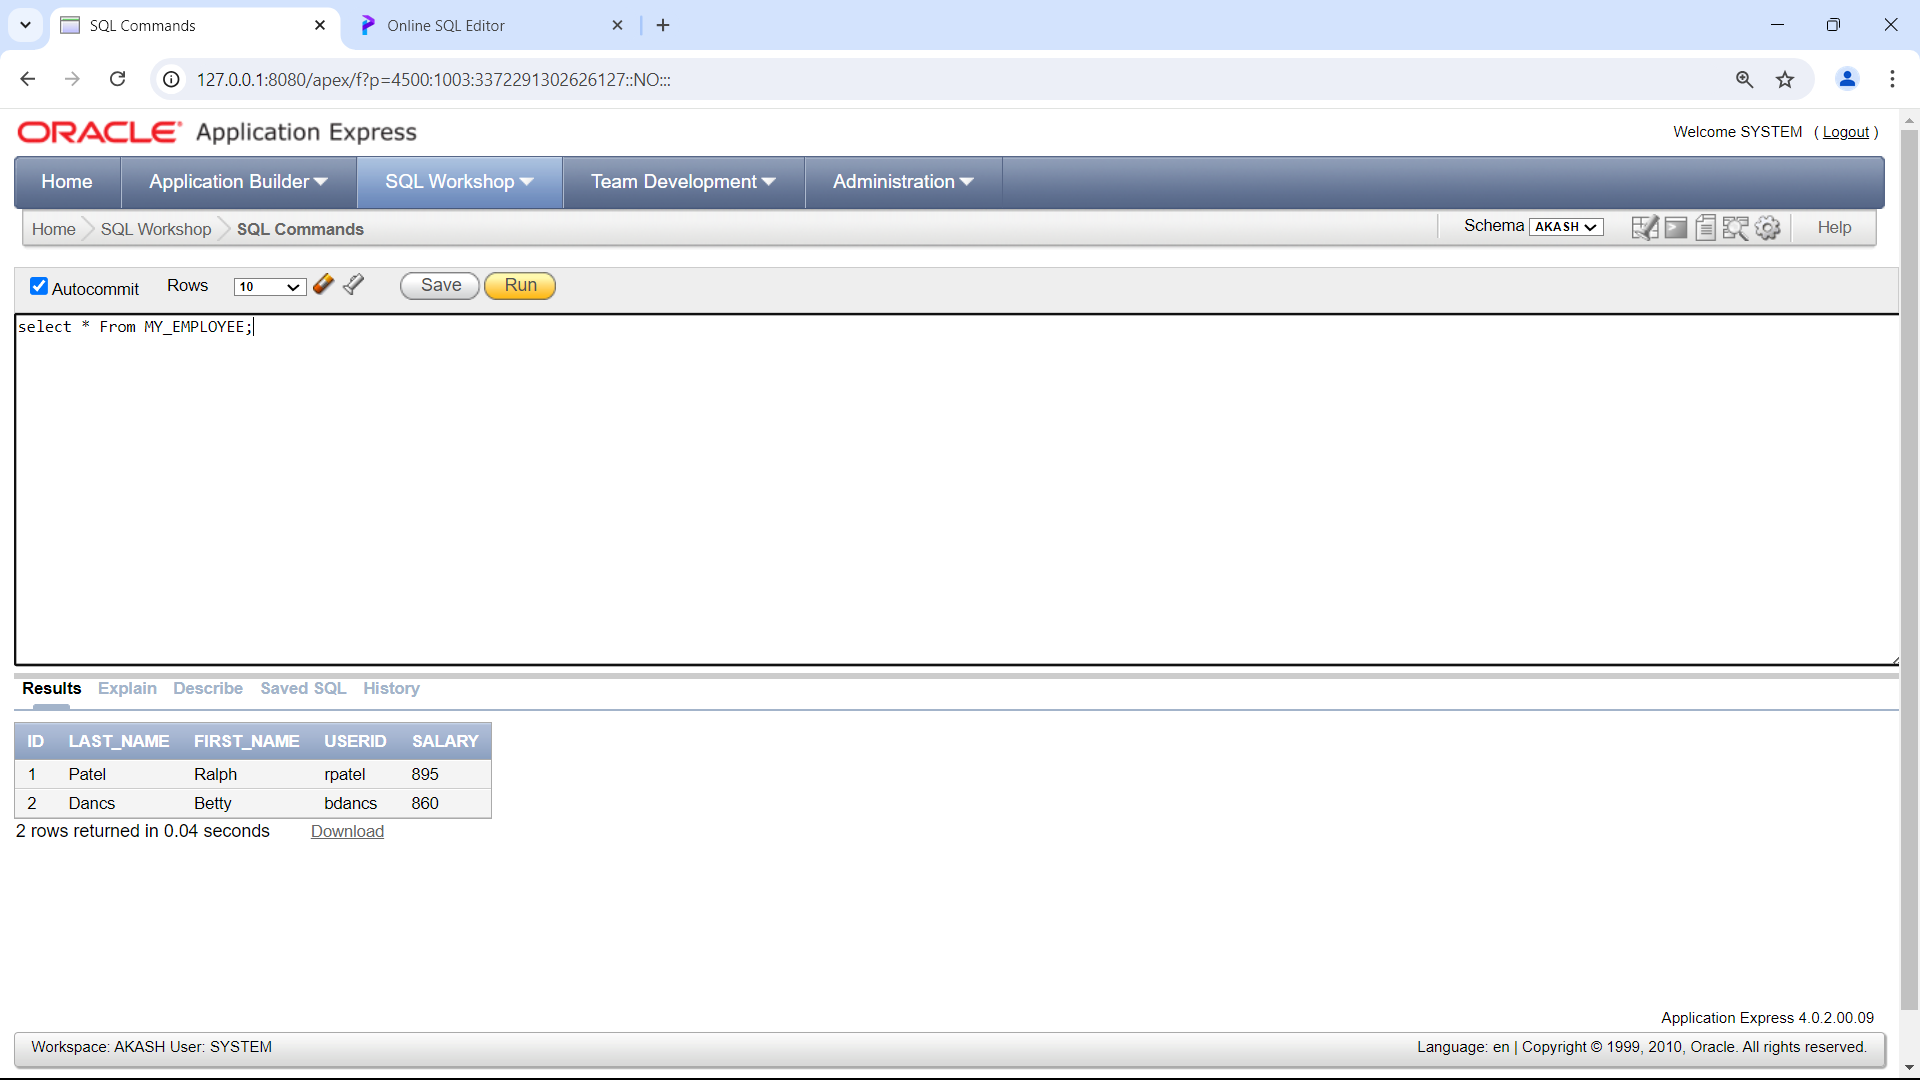 SQL Commands
Online SQL Editor
127.0.0.1:8080/apex/f?p=4500:1003:3372291302626127::NO:::
ORACLE Application Express
Welcome SYSTEM ( Logout )
Home Application Builder SQL Workshop Team Development Administration
Home SQL Workshop SQL Commands
Schema AKASH Help
Autocommit Rows 10 Save Run
select * From MY_EMPLOYEE;
Results Explain Describe Saved SQL History
ID LAST_NAME FIRST_NAME USERID SALARY
1 Patel Ralph rpatel 895
2 Dancs Betty bdancs 860
2 rows returned in 0.04 seconds Download
Application Express 4.0.2.00.09
Workspace: AKASH User: SYSTEM
Language: en | Copyright © 1999, 2010, Oracle. All rights reserved.